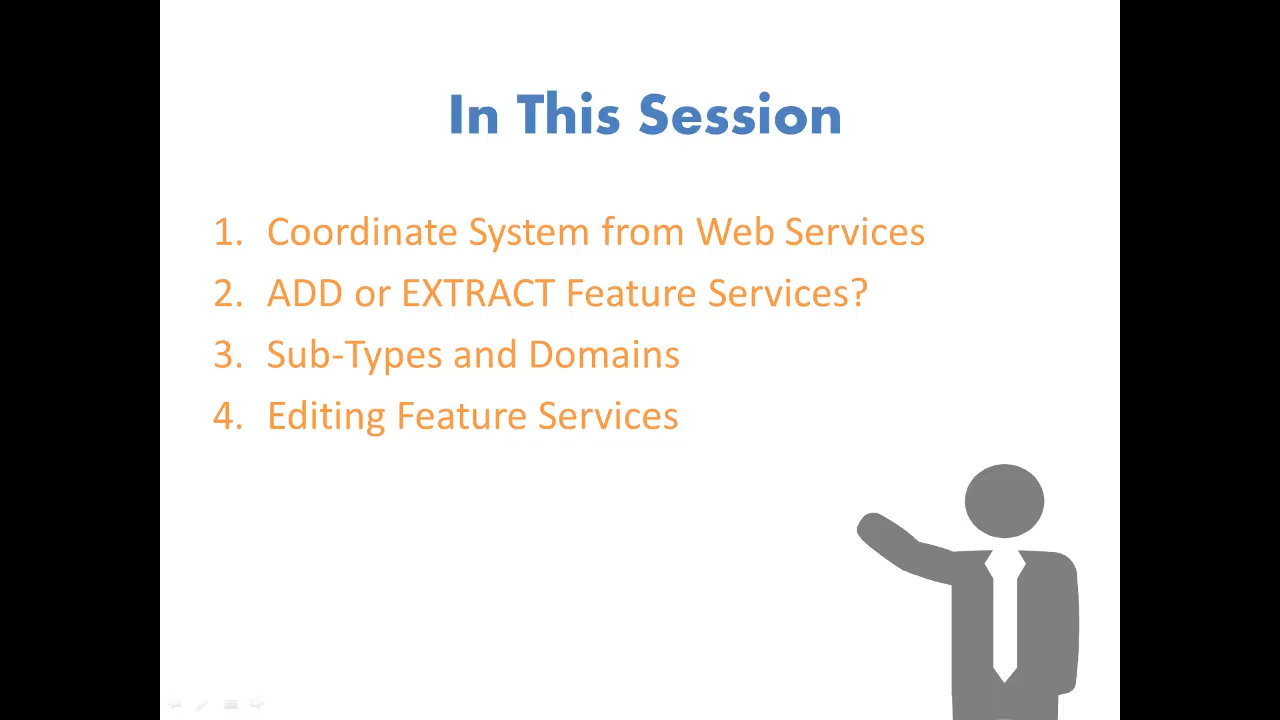 In This Session
1. Coordinate System from Web Services
2. ADD or EXTRACT Feature Services?
3. Sub-Types and Domains
4. Editing Feature Services